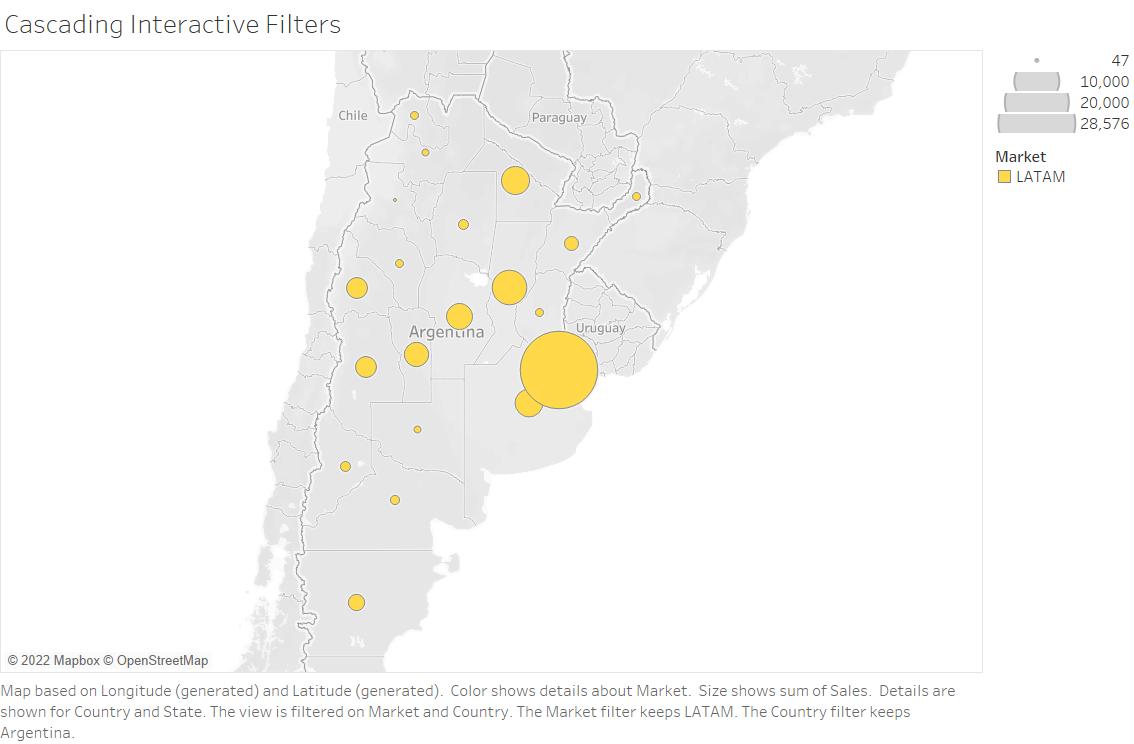 Cascading Interactive Filters
47
10,000
20,000
28,576
Market
LATAM
Chile
Paraguay
Argentina
Uruguay
© 2022 Mapbox © OpenStreetMap
Map based on Longitude (generated) and Latitude (generated).  Color shows details about Market.  Size shows sum of Sales.  Details are
shown for Country and State. The view is filtered on Market and Country. The Market filter keeps LATAM. The Country filter keeps
Argentina.